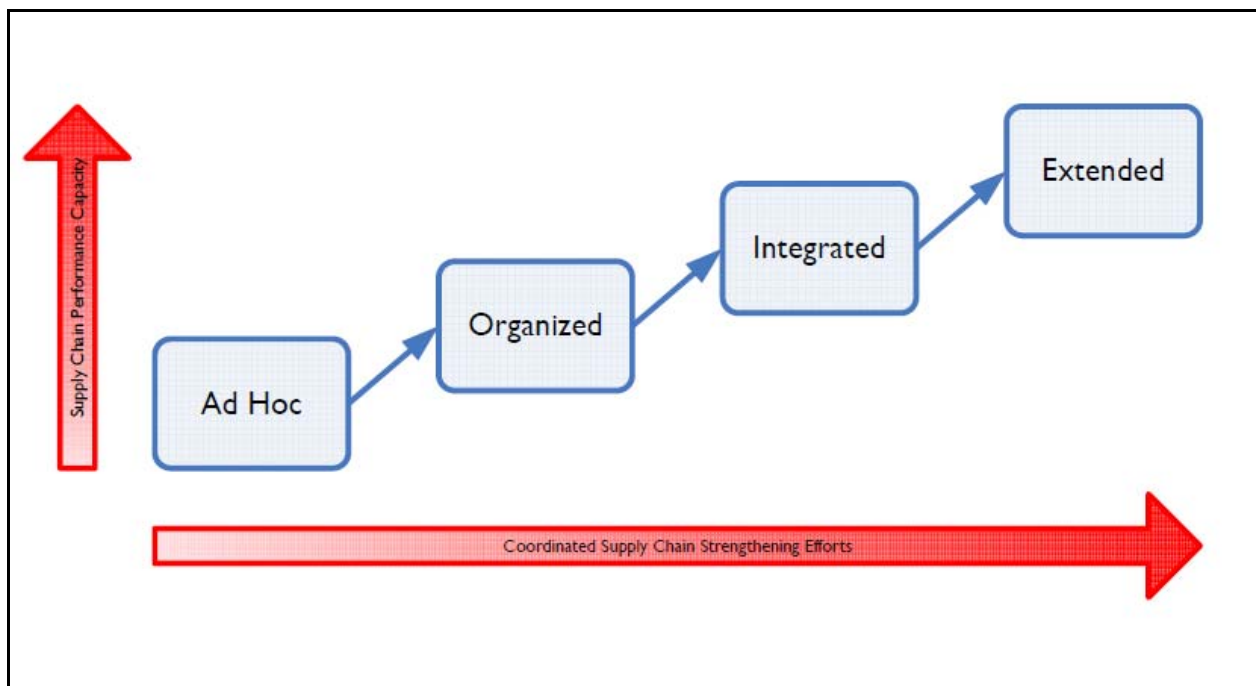 Supply Chain Performance Capacity
Ad Hoc
Organized
Integrated
Extended
Coordinated Supply Chain Strengthening Efforts